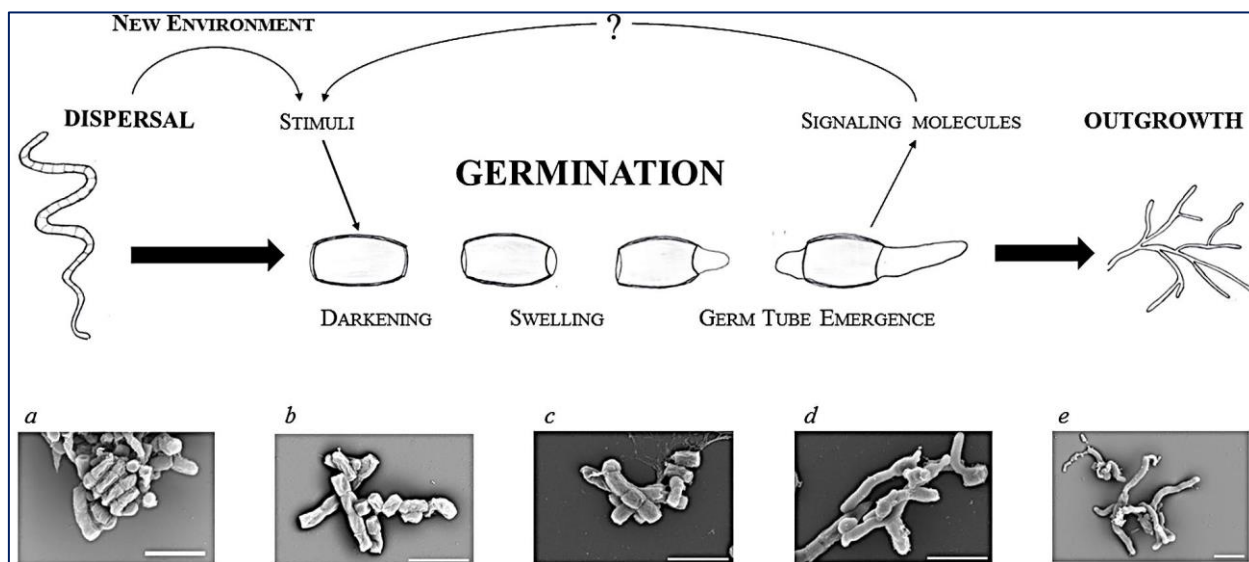 NEW ENVIRONMENT
?
DISPERSAL
STIMULI
SIGNALING MOLECULES
OUTGROWTH
GERMINATION
DARKENING
SWELLING
GERM TUBE EMERGENCE
a
b
c
d
e